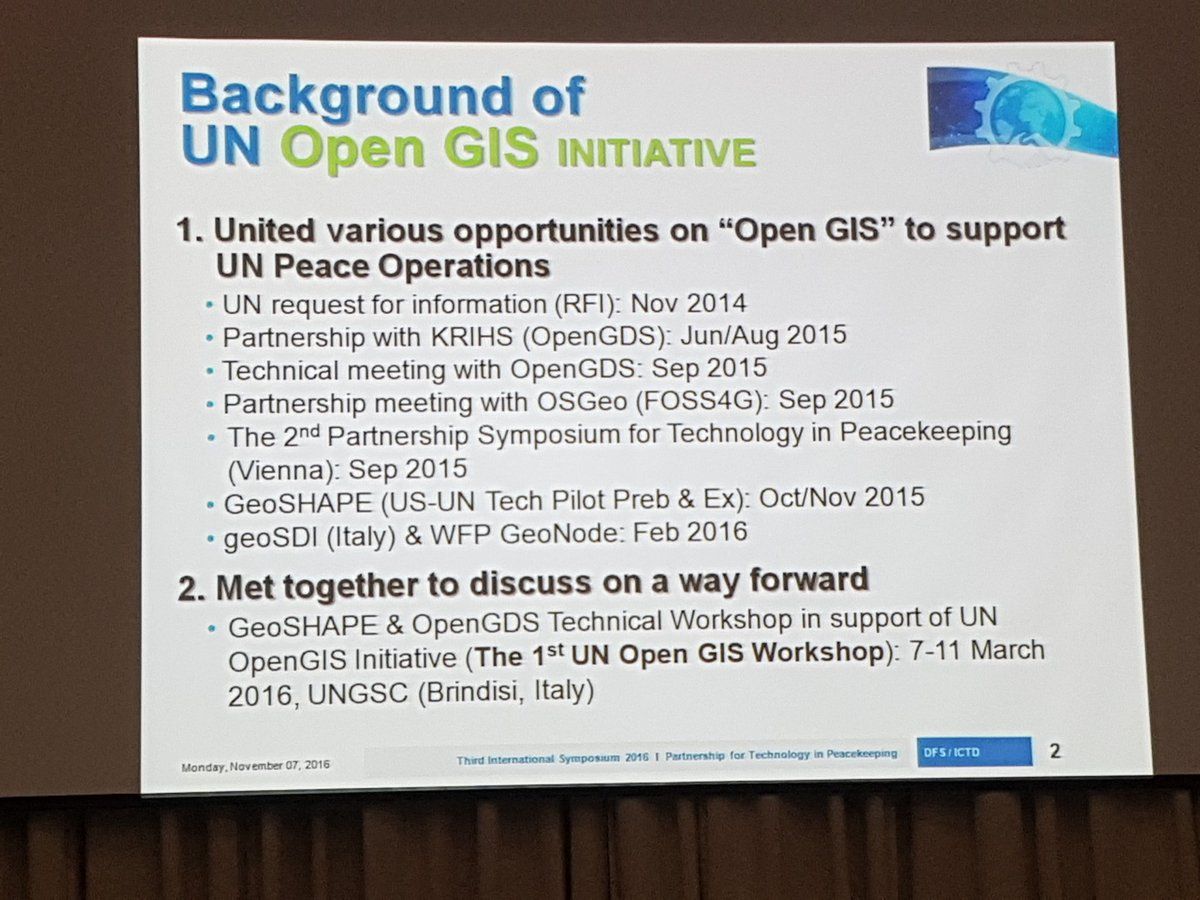 Background of
UN Open GIS INITIATIVE
1. United various opportunities on “Open GIS” to support
UN Peace Operations
• UN request for information (RFI): Nov 2014
• Partnership with KRIHS (OpenGDS): Jun/Aug 2015
• Technical meeting with OpenGDS: Sep 2015
• Partnership meeting with OSGeo (FOSS4G): Sep 2015
• The 2nd Partnership Symposium for Technology in Peacekeeping
(Vienna): Sep 2015
• GeoSHAPE (US-UN Tech Pilot Preb & Ex): Oct/Nov 2015
• geoSDI (Italy) & WFP GeoNode: Feb 2016
2. Met together to discuss on a way forward
• GeoSHAPE & OpenGDS Technical Workshop in support of UN
OpenGIS Initiative (The 1st UN Open GIS Workshop): 7-11 March
2016, UNGSC (Brindisi, Italy)
Monday, November 07, 2016
Third International Symposium 2016 I Partnership for Technology in Peacekeeping
DFS / ICTD
2